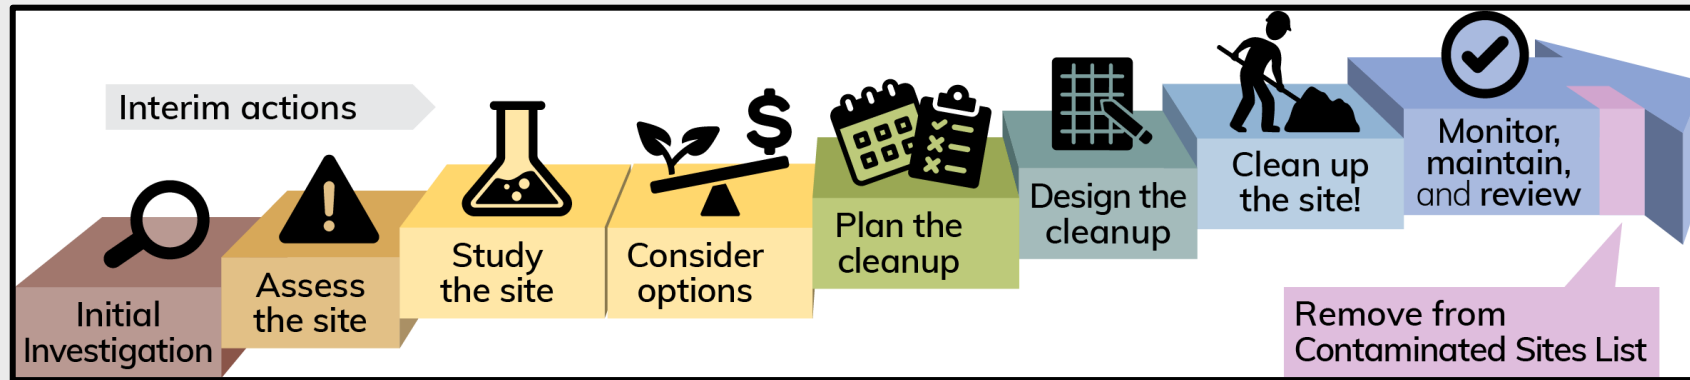 Interim actions
Initial
Investigation
Assess
the site
Study
the site
Consider
options
Plan the
cleanup
Design the
cleanup
Clean up
the site!
Monitor,
maintain,
and review
Remove from
Contaminated Sites List